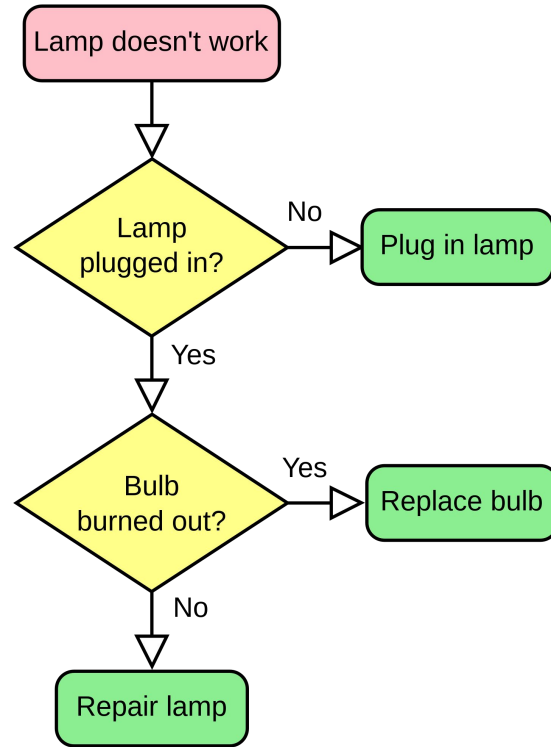 Lamp doesn't work
Lamp
plugged in?
No
Plug in lamp
Yes
Bulb
burned out?
Yes
Replace bulb
No
Repair lamp